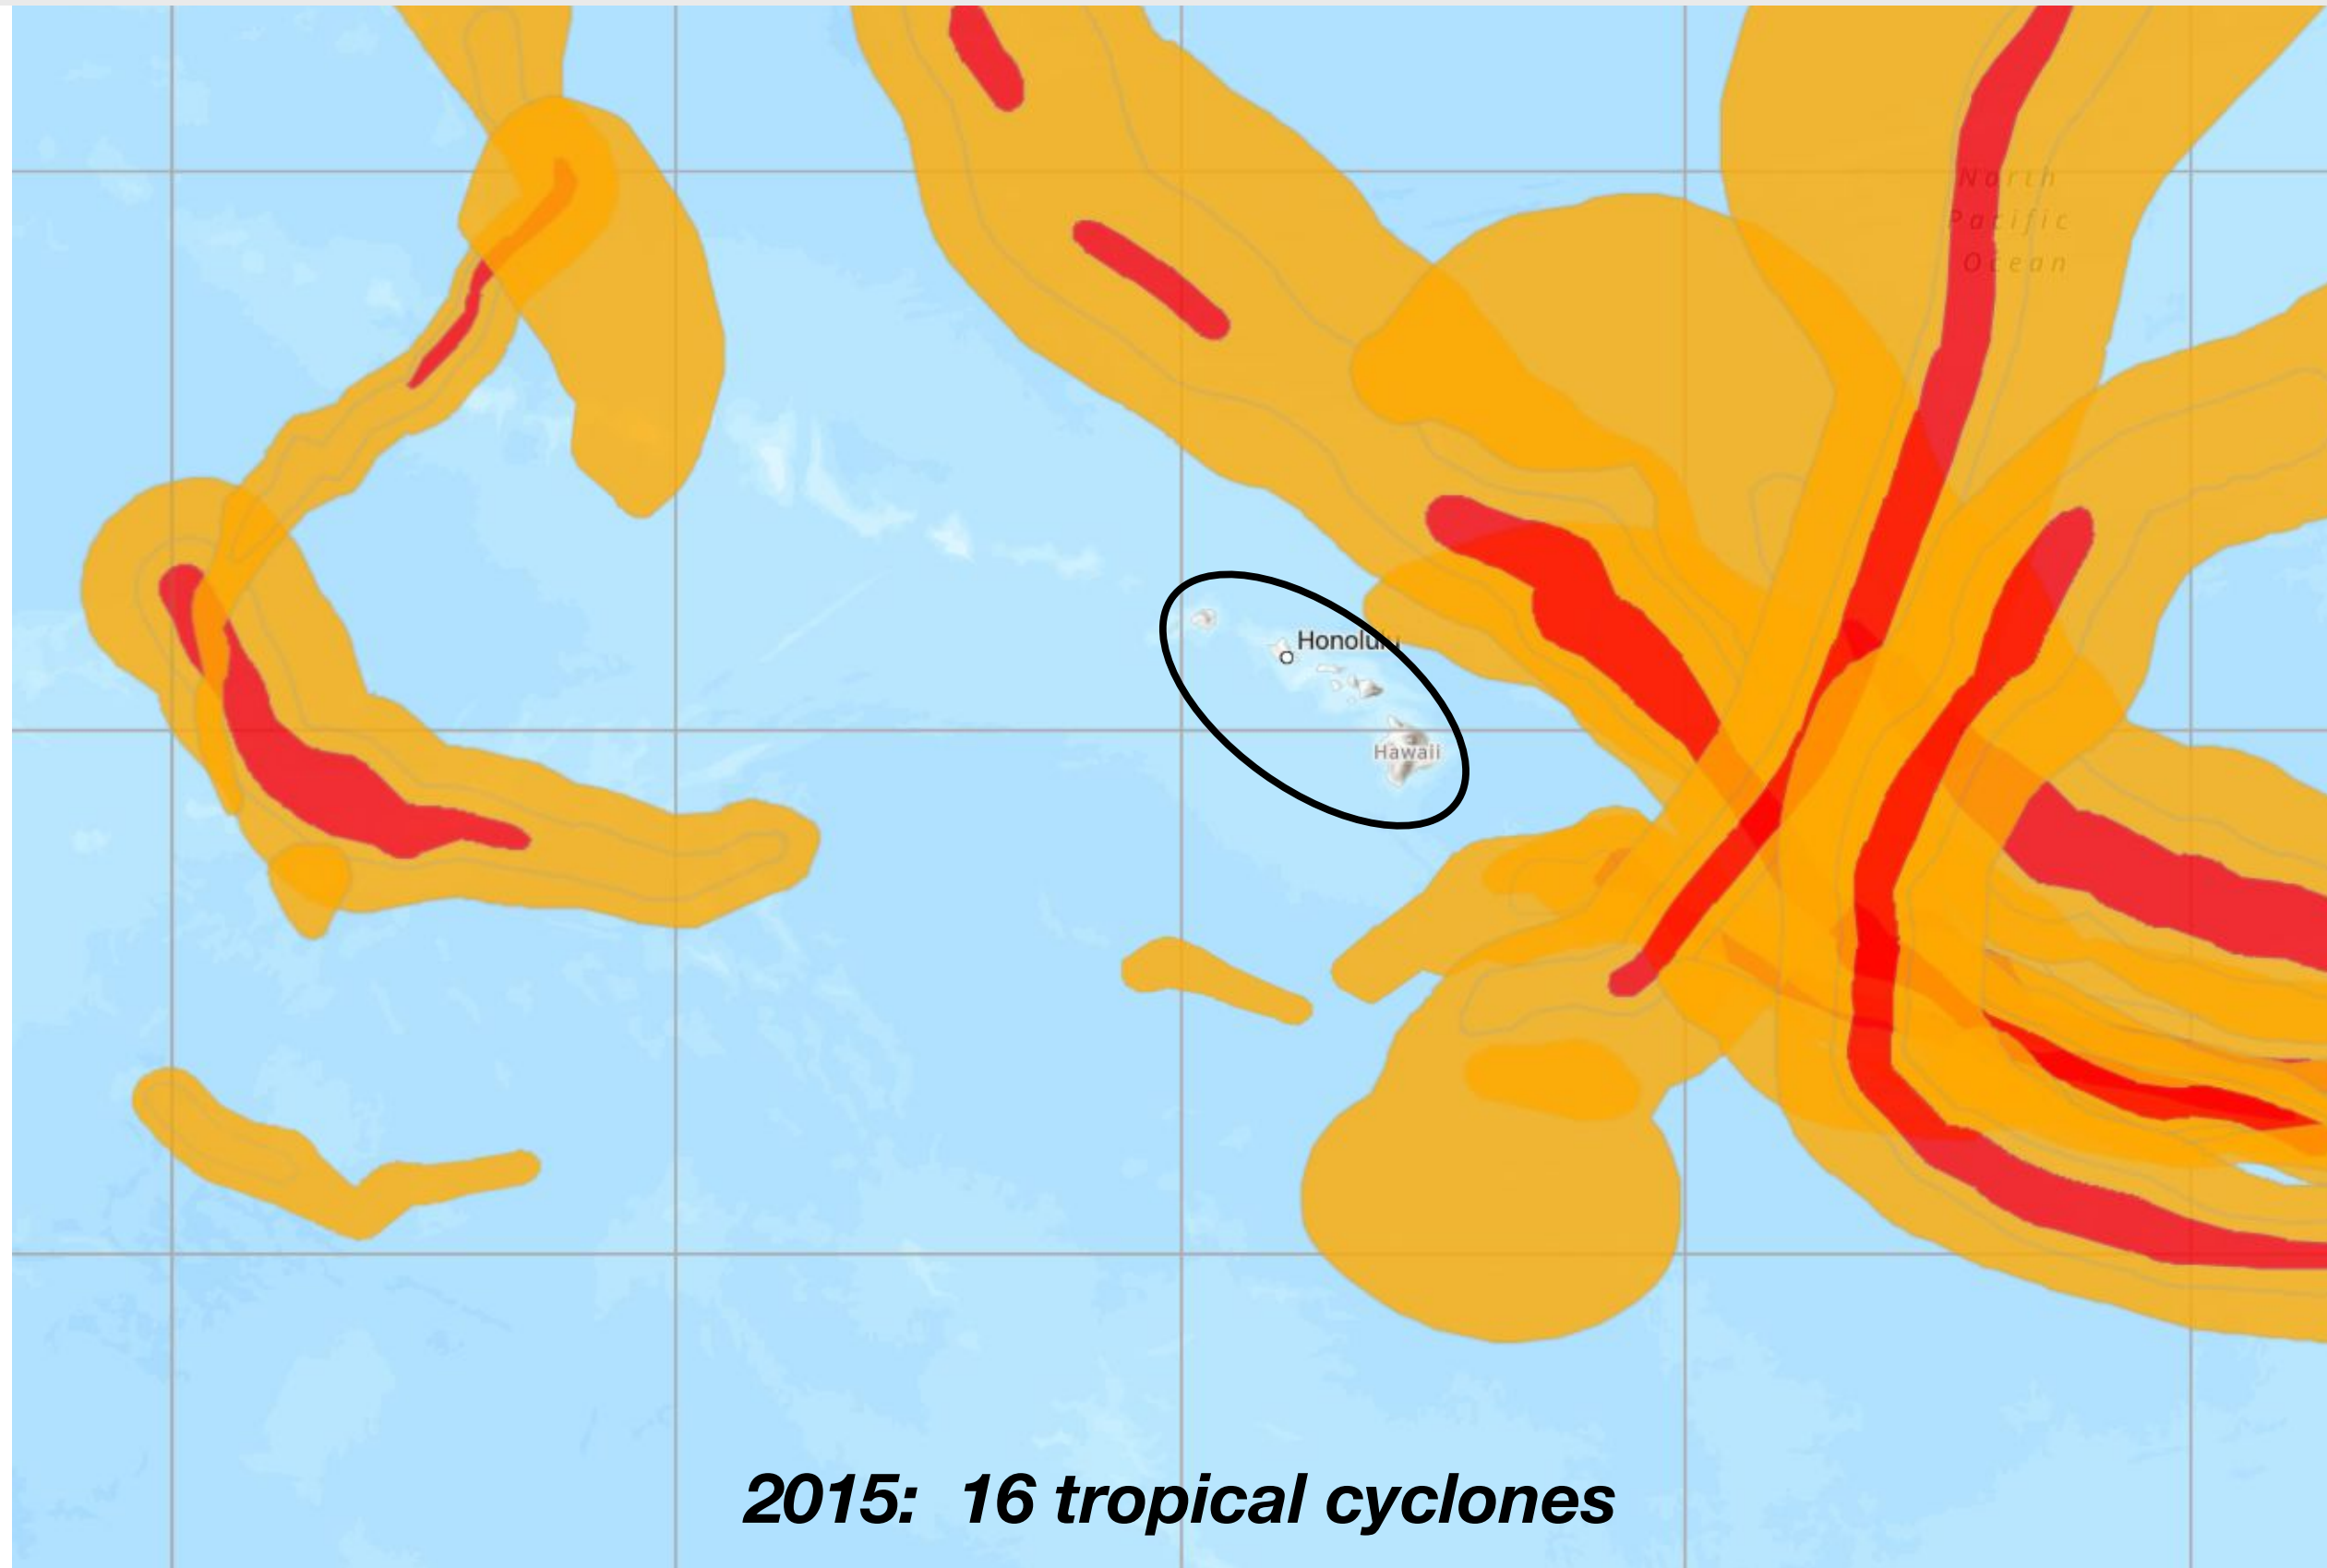 North
Pacific
Ocean
Honolulu
Hawaii
2015: 16 tropical cyclones